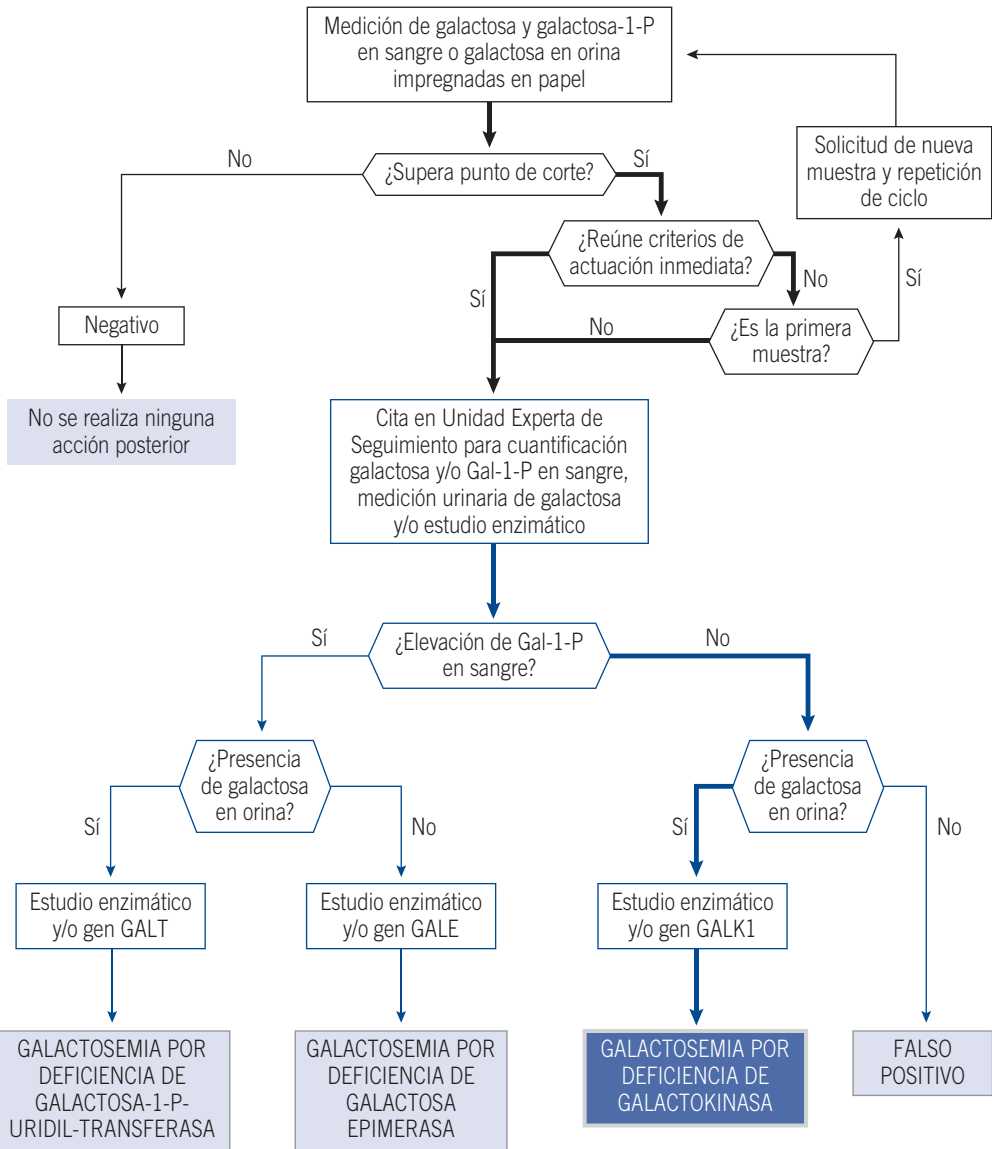 Medición de galactosa y galactosa-1-P
en sangre o galactosa en orina
impregnadas en papel
Solicitud de nueva
muestra y repetición
de ciclo
No
¿Supera punto de corte?
Sí
¿Reúne criterios de
actuación inmediata?
Sí
No
Sí
Negativo
No
¿Es la primera
muestra?
No se realiza ninguna
acción posterior
Cita en Unidad Experta de
Seguimiento para cuantificación
galactosa y/o Gal-1-P en sangre,
medición urinaria de galactosa
y/o estudio enzimático
Sí
¿Elevación de Gal-1-P
en sangre?
No
¿Presencia
de galactosa
en orina?
Sí
No
¿Presencia
de galactosa
en orina?
Sí
No
Estudio enzimático
y/o gen GALT
Estudio enzimático
y/o gen GALE
Estudio enzimático
y/o gen GALK1
GALACTOSEMIA POR
DEFICIENCIA DE
GALACTOSA-1-P-
URIDIL-TRANSFERASA
GALACTOSEMIA POR
DEFICIENCIA DE
GALACTOSA
EPIMERASA
GALACTOSEMIA POR
DEFICIENCIA DE
GALACTOKINASA
FALSO
POSITIVO